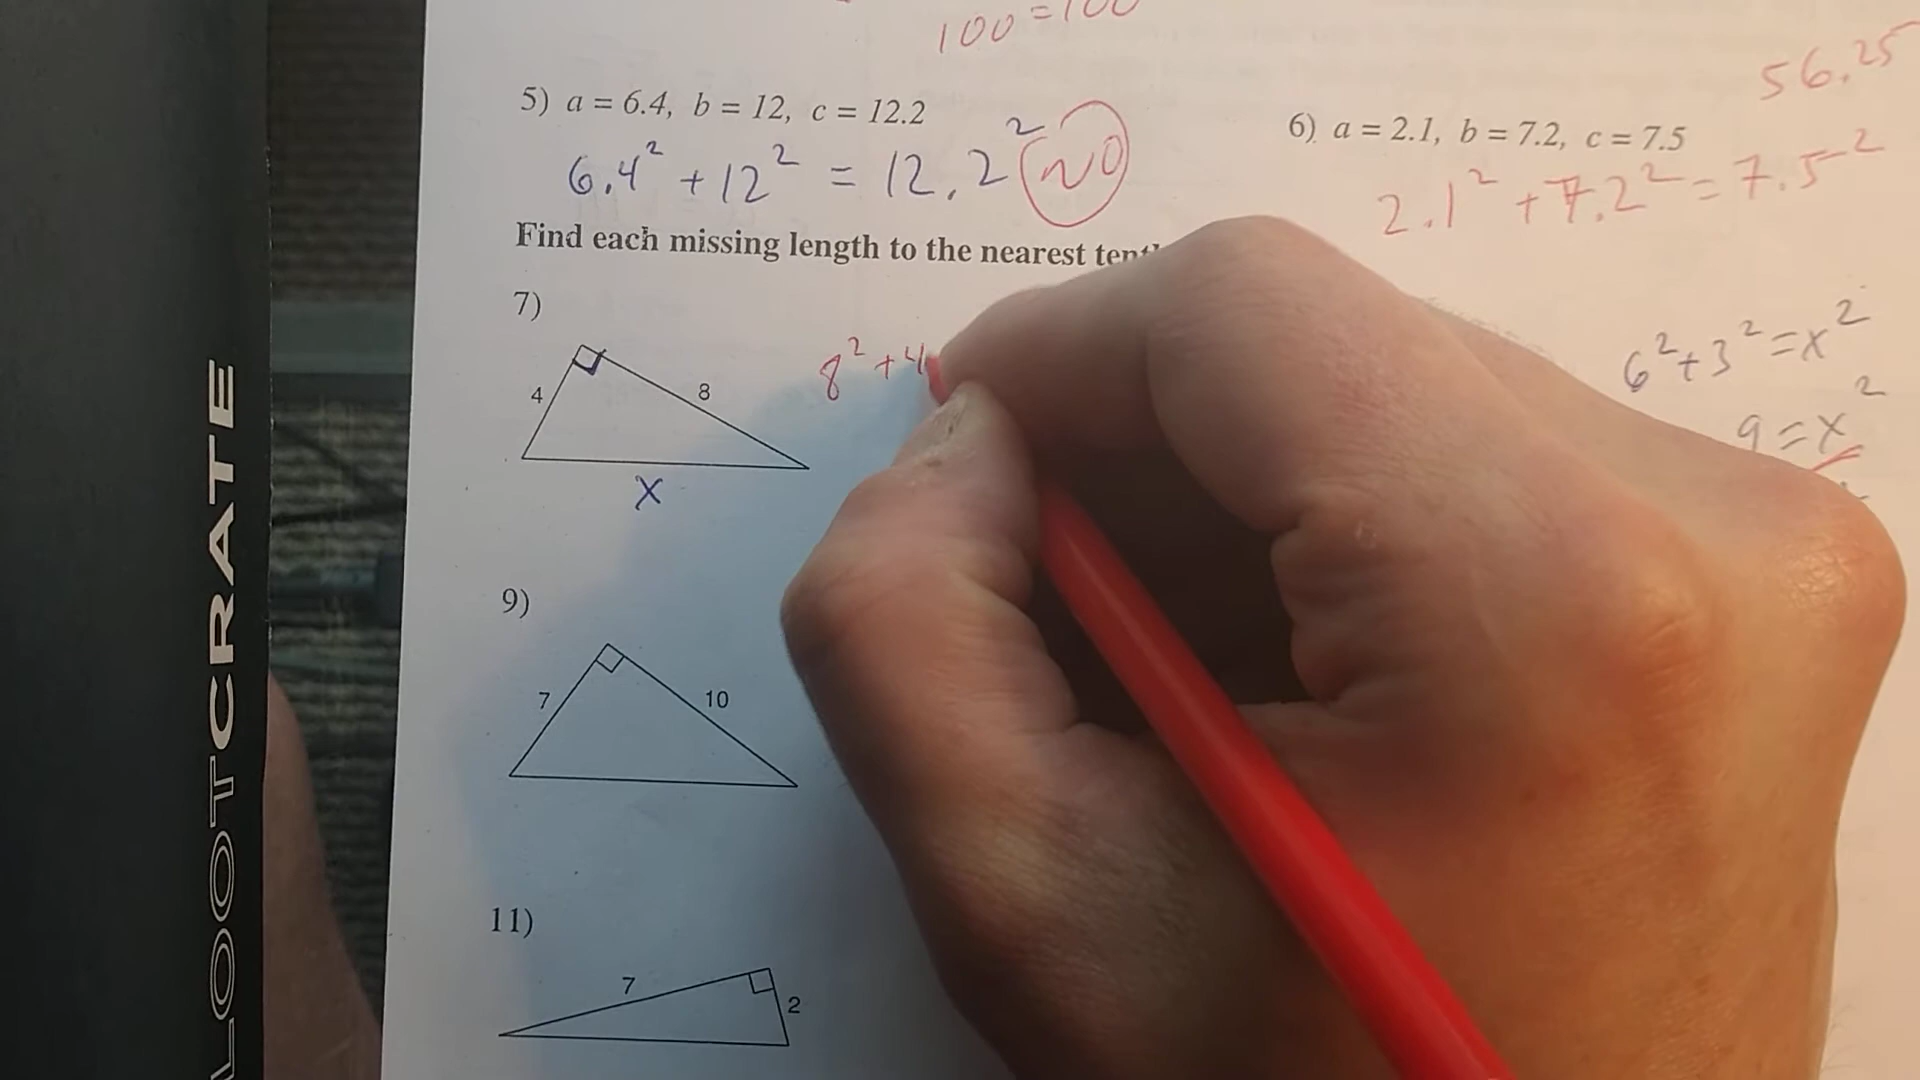 100 = 100
56.25
5) a = 6.4, b = 12, c = 12.2
6.4² + 12² = 12.2² NO
6) a = 2.1, b = 7.2, c = 7.5
2.1² + 7.2² = 7.5²
Find each missing length to the nearest
7)
4
8
X
8² + 4
6² + 3² = x²
9 = x²
9)
7
10
11)
7
2
LOOTCRATE